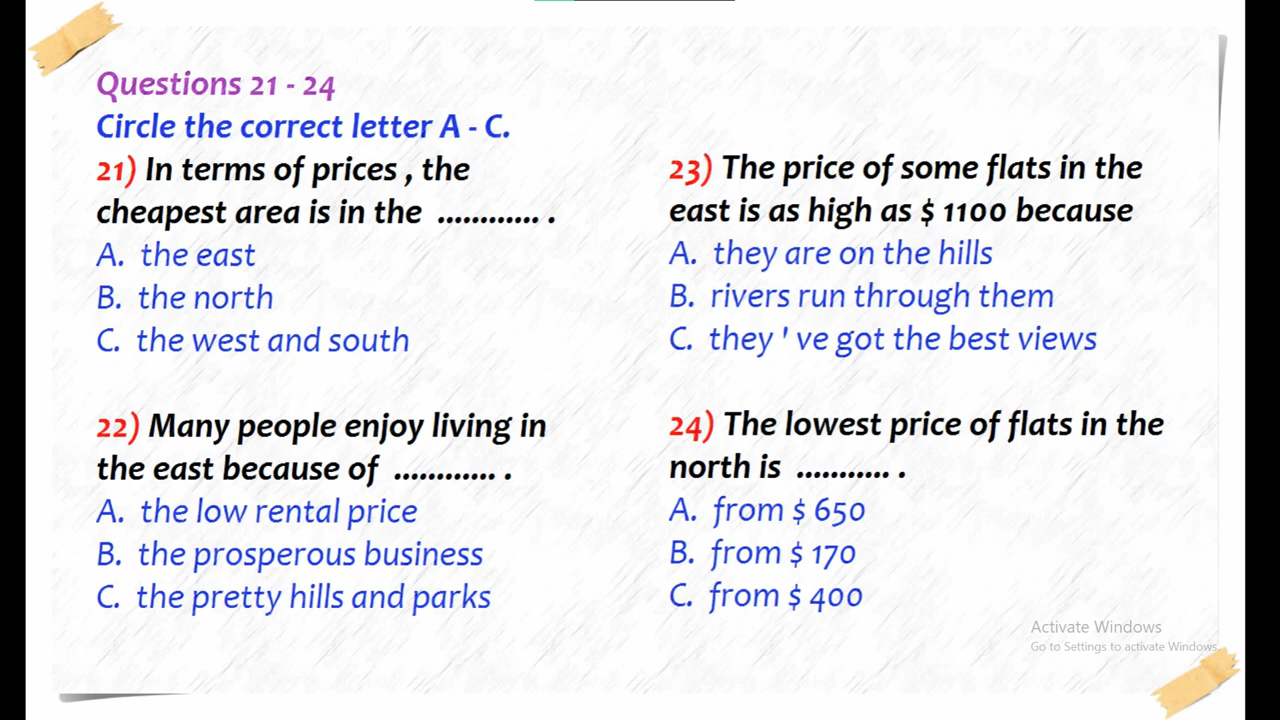 Questions 21 - 24
Circle the correct letter A - C.
21) In terms of prices , the
cheapest area is in the ............ .
A. the east
B. the north
C. the west and south
22) Many people enjoy living in
the east because of ............ .
A. the low rental price
B. the prosperous business
C. the pretty hills and parks
23) The price of some flats in the
east is as high as $ 1100 because
A. they are on the hills
B. rivers run through them
C. they ' ve got the best views
24) The lowest price of flats in the
north is ........... .
A. from $ 650
B. from $ 170
C. from $ 400
Activate Windows
Go to Settings to activate Windows.